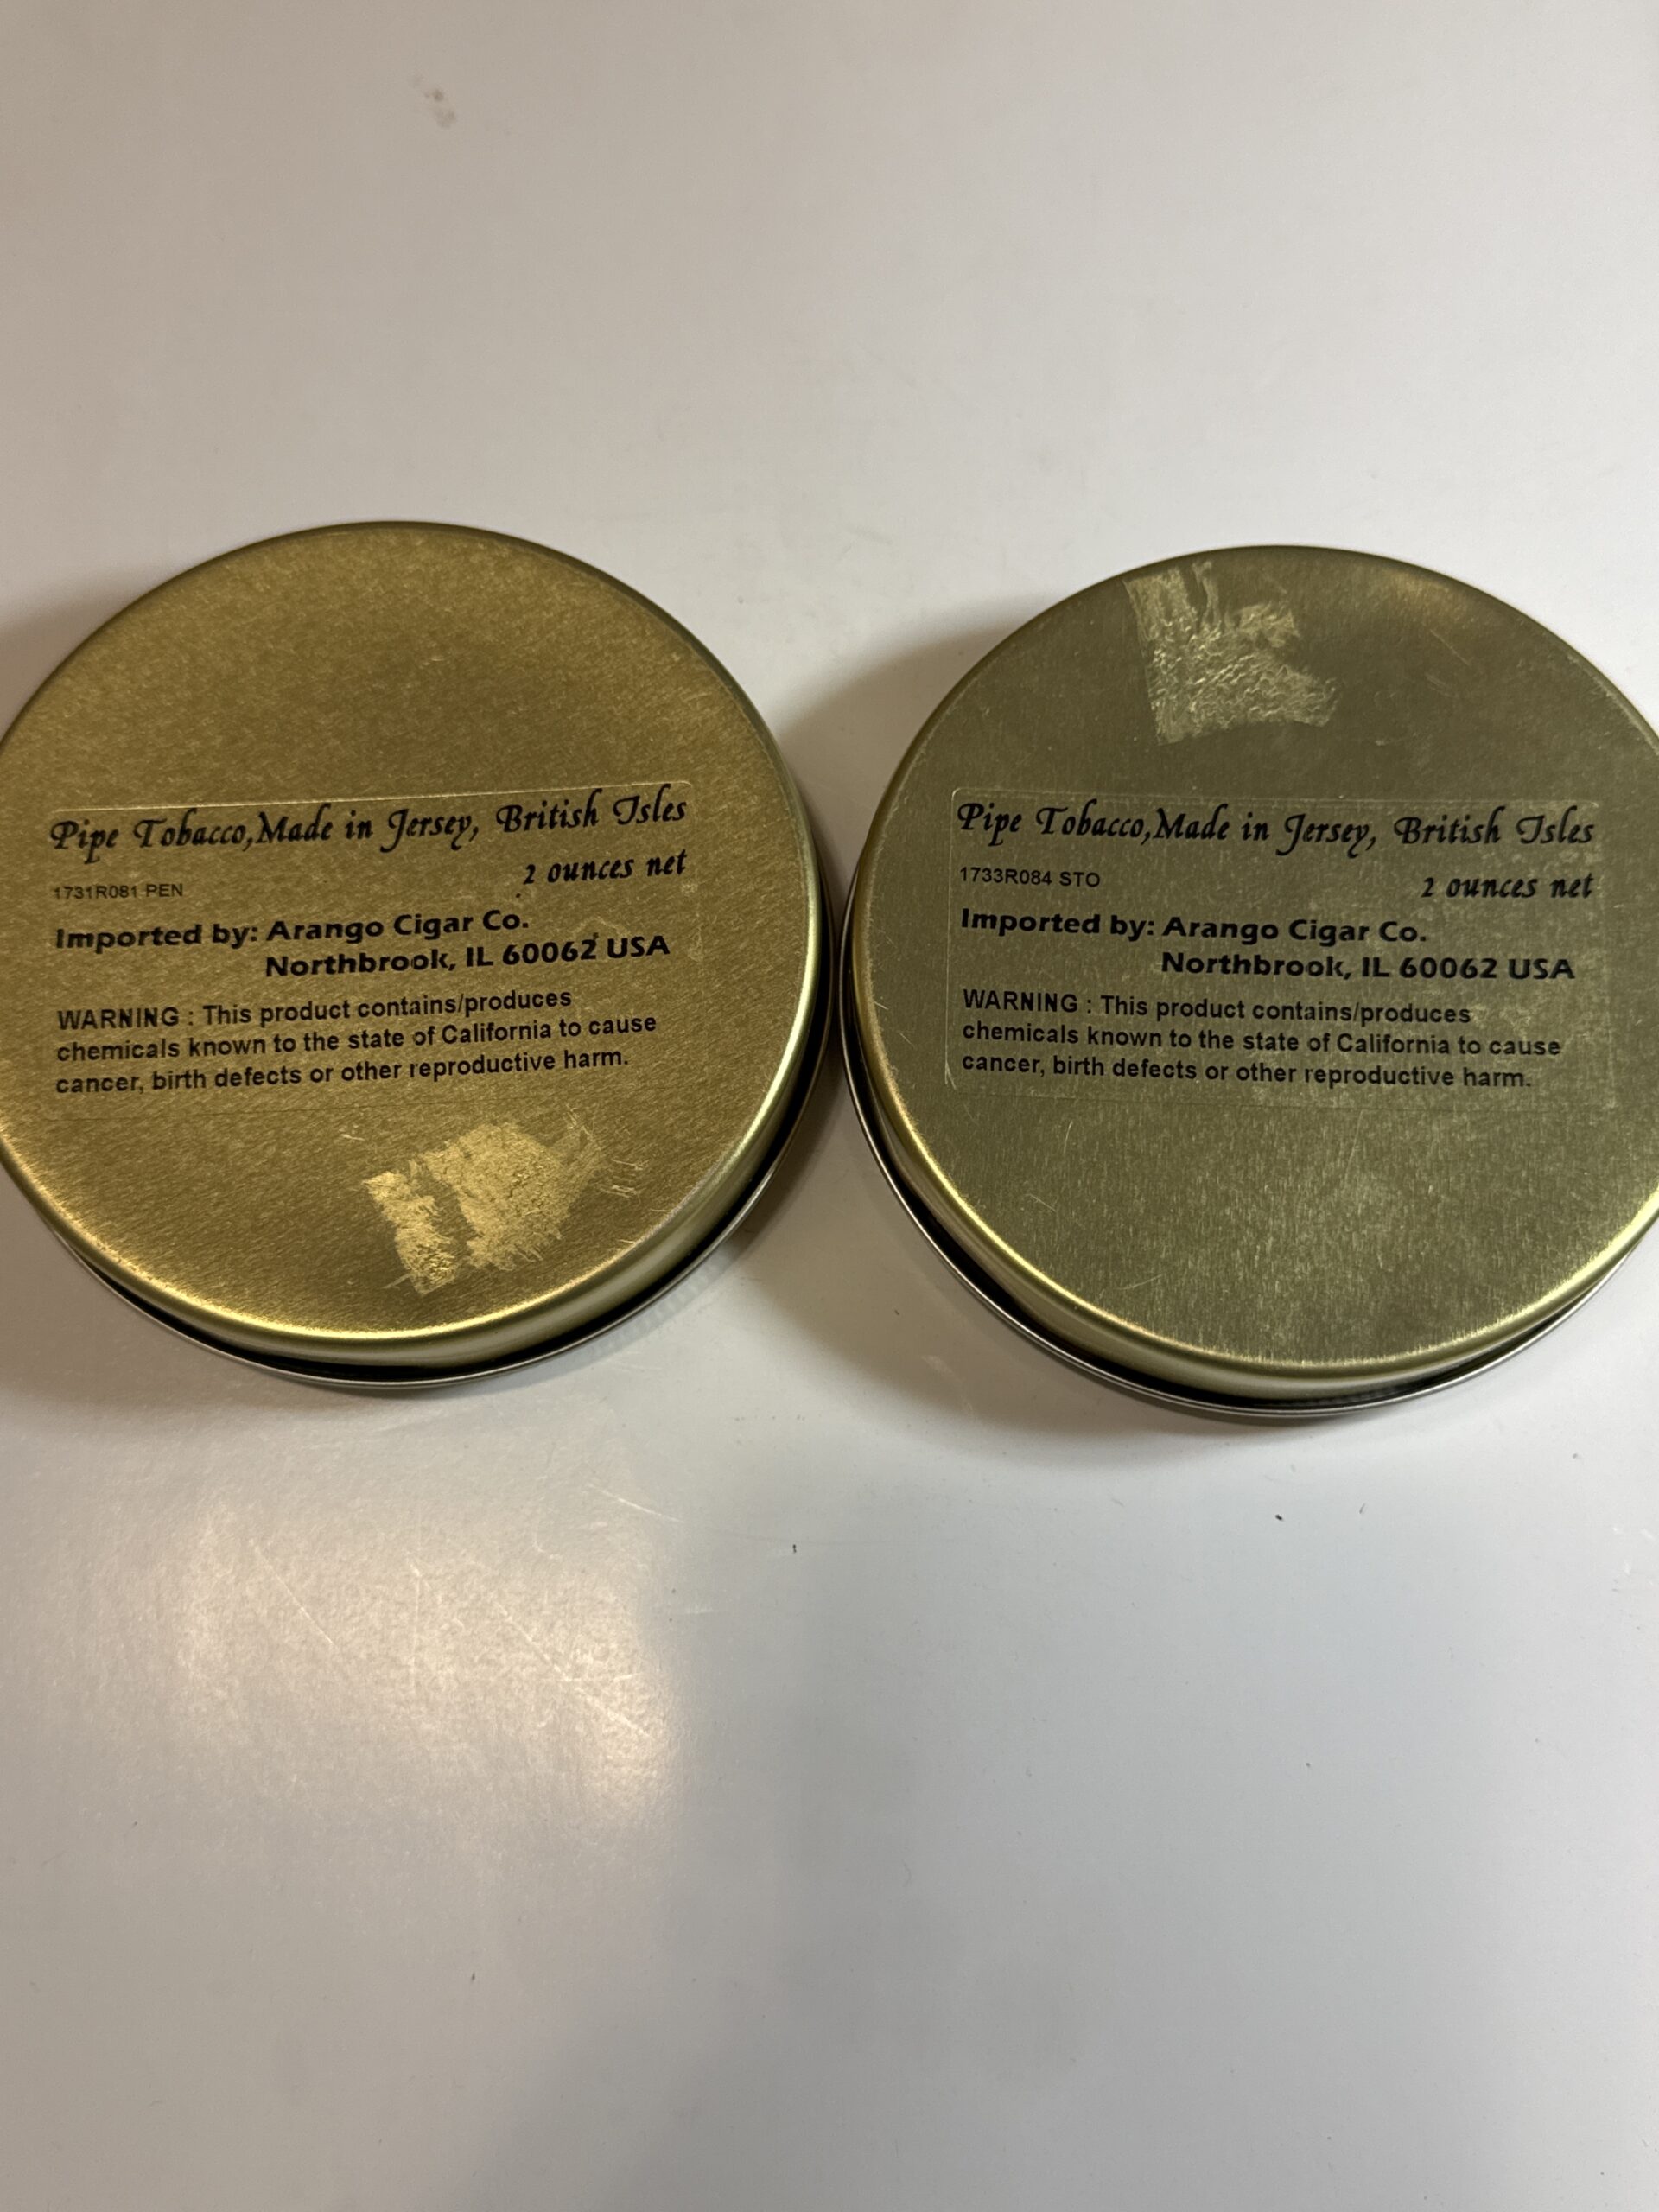 Pipe Tobacco,Made in Jersey, British Isles
2 ounces net
1731R081 PEN
Imported by: Arango Cigar Co.
Northbrook, IL 60062 USA
WARNING : This product contains/produces
chemicals known to the state of California to cause
cancer, birth defects or other reproductive harm.
Pipe Tobacco,Made in Jersey, British Isles
1733R084 STO
2 ounces net
Imported by: Arango Cigar Co.
Northbrook, IL 60062 USA
WARNING : This product contains/produces
chemicals known to the state of California to cause
cancer, birth defects or other reproductive harm.